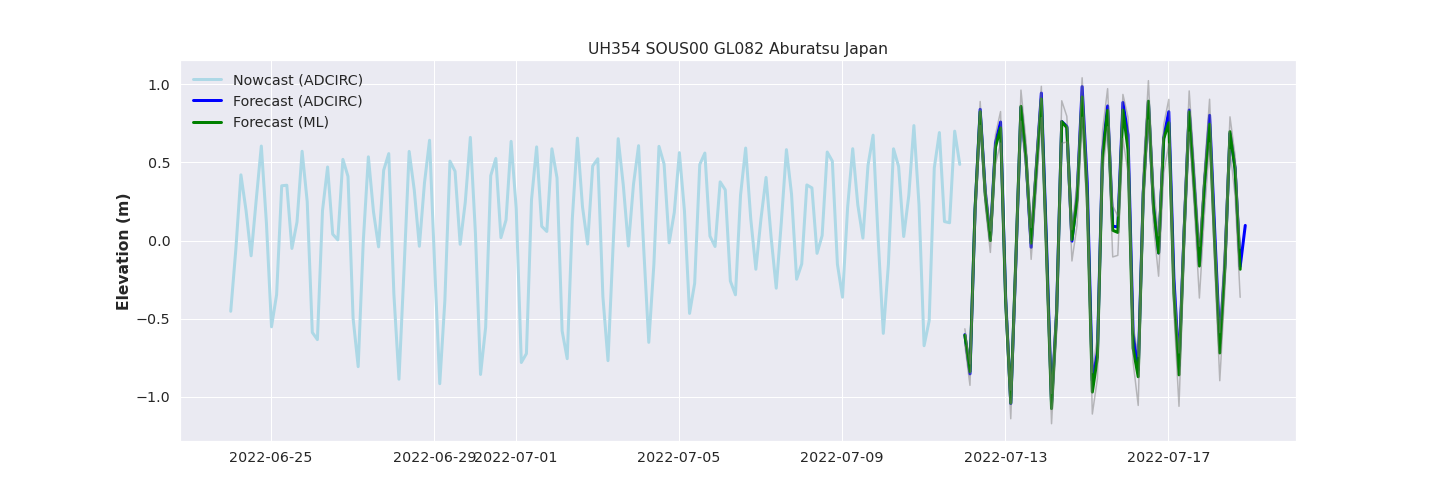 UH354 SOUS00 GL082 Aburatsu Japan
Nowcast (ADCIRC)
Forecast (ADCIRC)
Forecast (ML)
Elevation (m)
1.0
0.5
0.0
−0.5
−1.0
2022-06-25
2022-06-29
2022-07-01
2022-07-05
2022-07-09
2022-07-13
2022-07-17